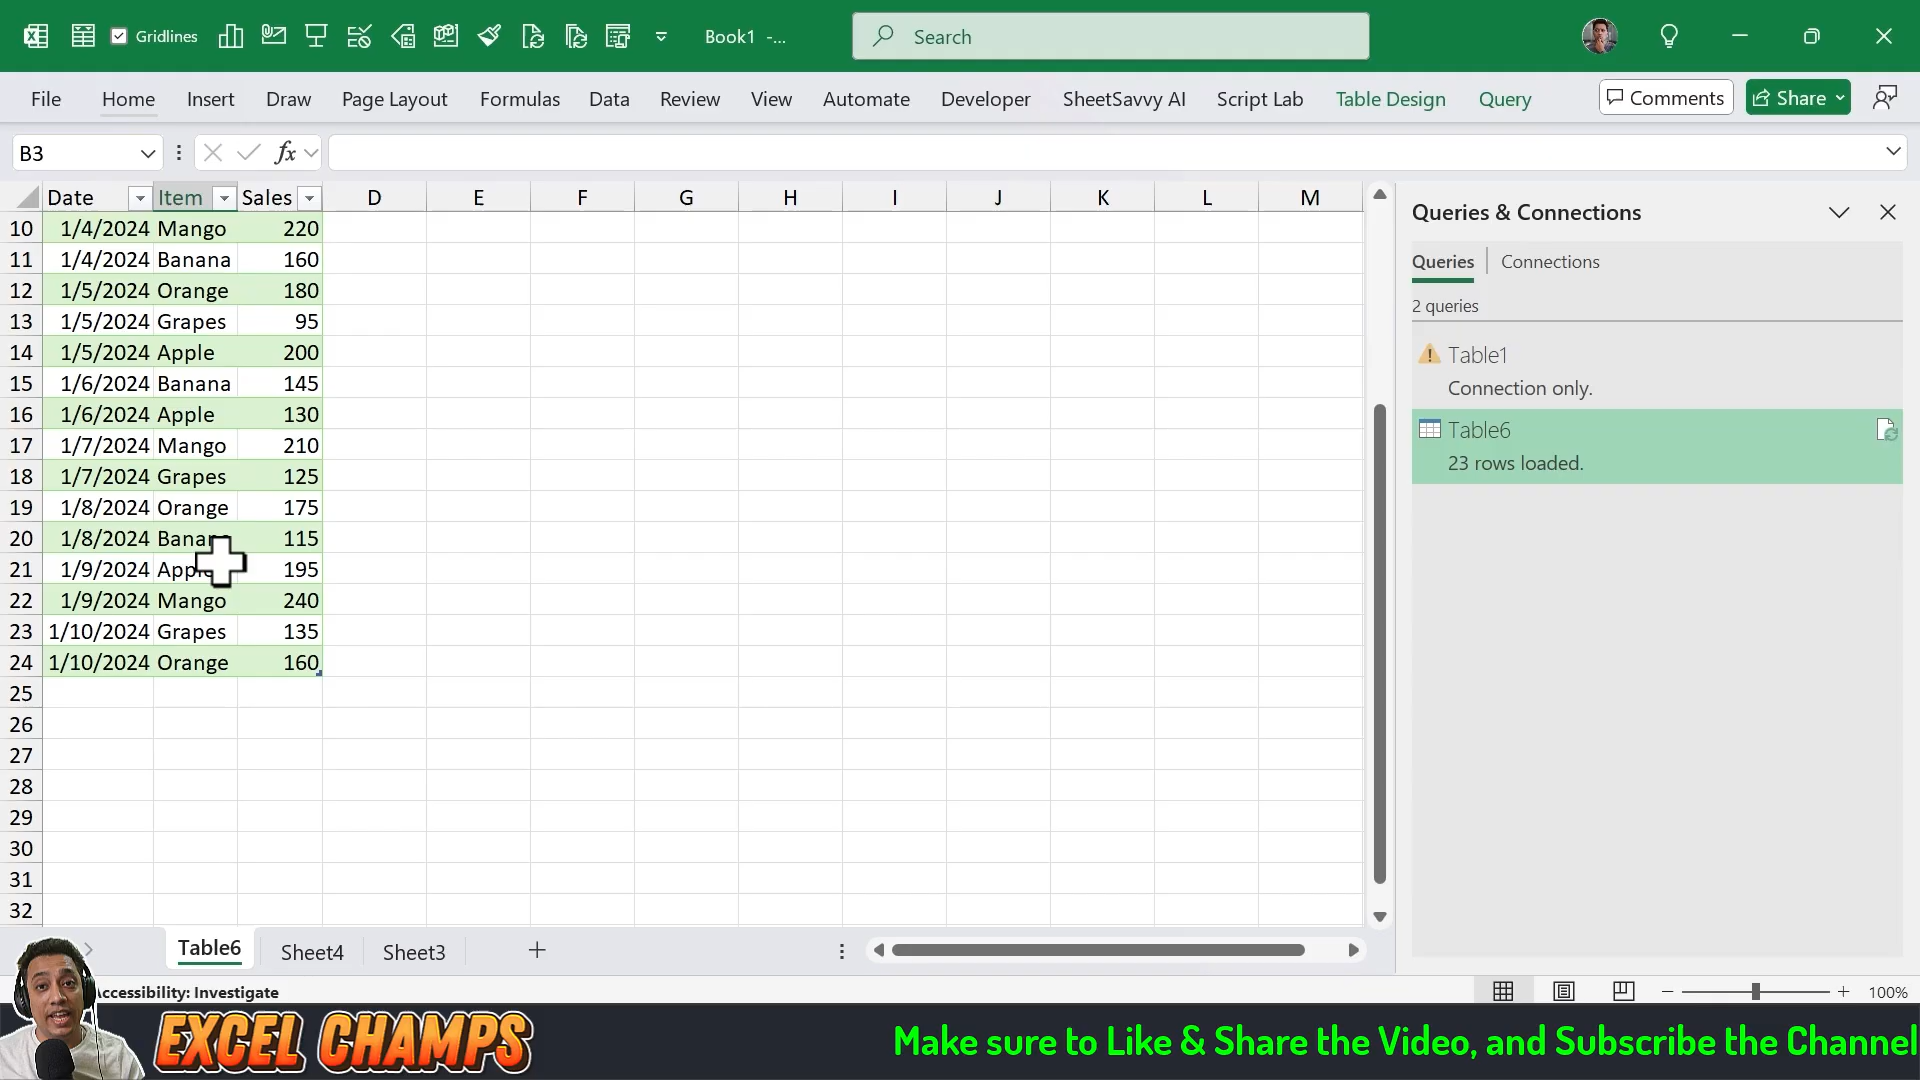 Gridlines
Book1 -...
Search
File Home Insert Draw Page Layout Formulas Data Review View Automate Developer SheetSavvy AI Script Lab Table Design Query Comments Share
B3 fx
Date Item Sales D E F G H I J K L M
10 1/4/2024 Mango 220
11 1/4/2024 Banana 160
12 1/5/2024 Orange 180
13 1/5/2024 Grapes 95
14 1/5/2024 Apple 200
15 1/6/2024 Banana 145
16 1/6/2024 Apple 130
17 1/7/2024 Mango 210
18 1/7/2024 Grapes 125
19 1/8/2024 Orange 175
20 1/8/2024 Banana 115
21 1/9/2024 Apple 195
22 1/9/2024 Mango 240
23 1/10/2024 Grapes 135
24 1/10/2024 Orange 160
25
26
27
28
29
30
31
32
Queries & Connections
Queries Connections
2 queries
Table1
Connection only.
Table6
23 rows loaded.
Table6 Sheet4 Sheet3
Accessibility: Investigate
100%
EXCEL CHAMPS
Make sure to Like & Share the Video, and Subscribe the Channel